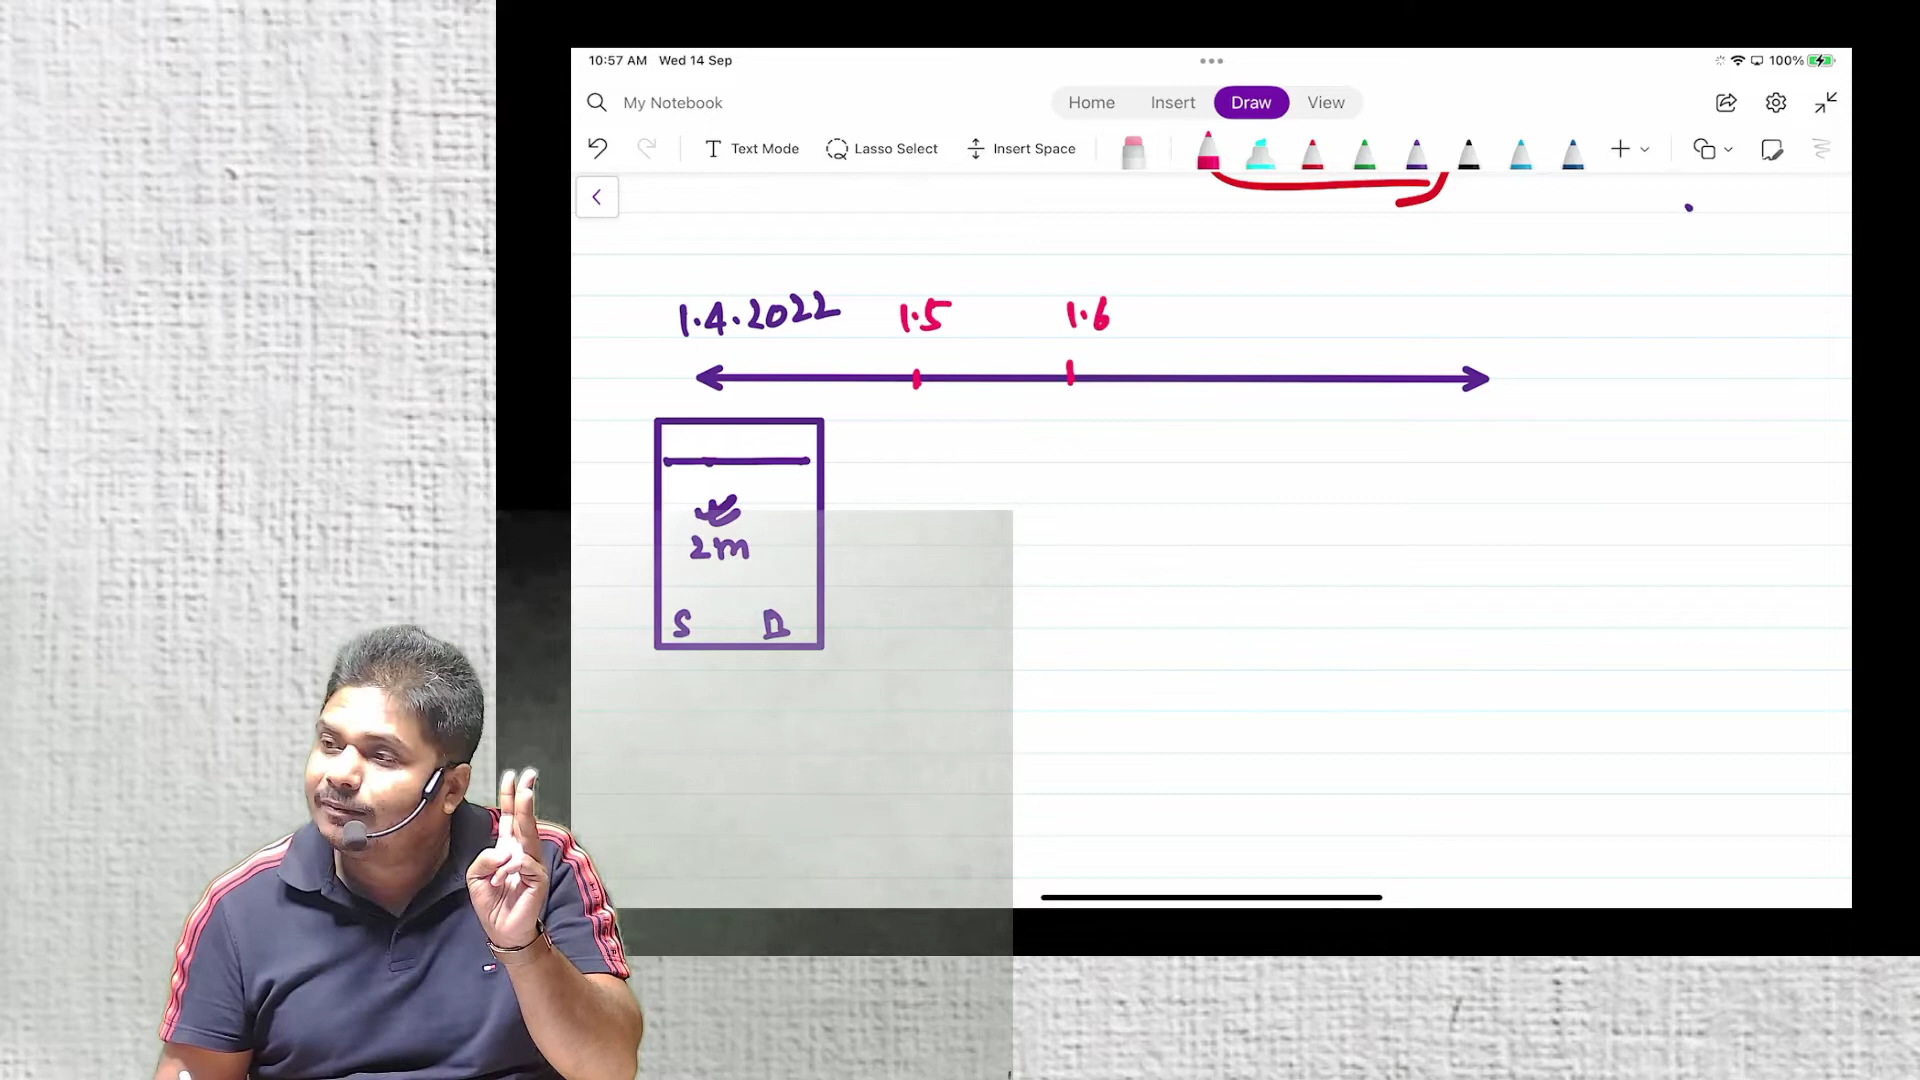 10:57 AM Wed 14 Sep
100%
My Notebook
Home Insert Draw View
Text Mode Lasso Select Insert Space
1.4.2022 1.5 1.6
2m
S D